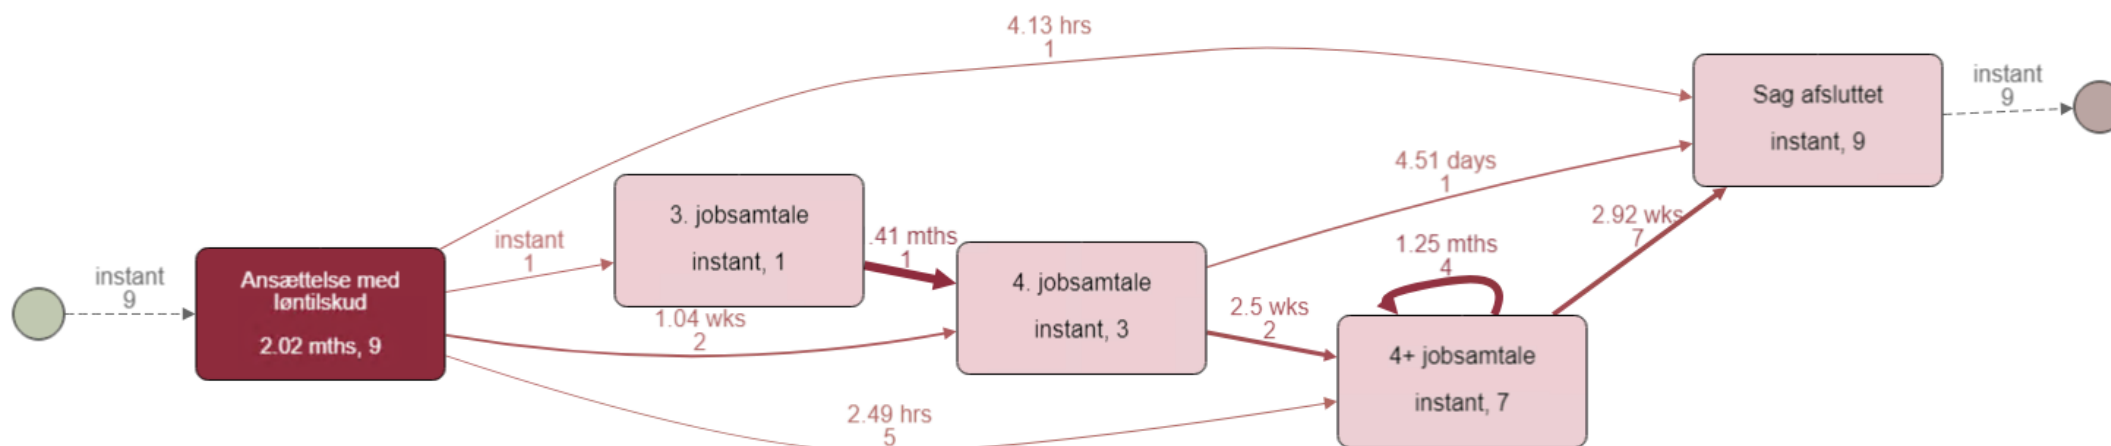 4.13 hrs
1
Sag afsluttet
instant, 9
instant
9
4.51 days
1
3. jobsamtale
instant, 1
2.92 wks
7
instant
1
.41 mths
1
1.25 mths
4
Ansættelse med
løntilskud
2.02 mths, 9
instant
9
4. jobsamtale
instant, 3
2.5 wks
2
1.04 wks
2
4+ jobsamtale
instant, 7
2.49 hrs
5